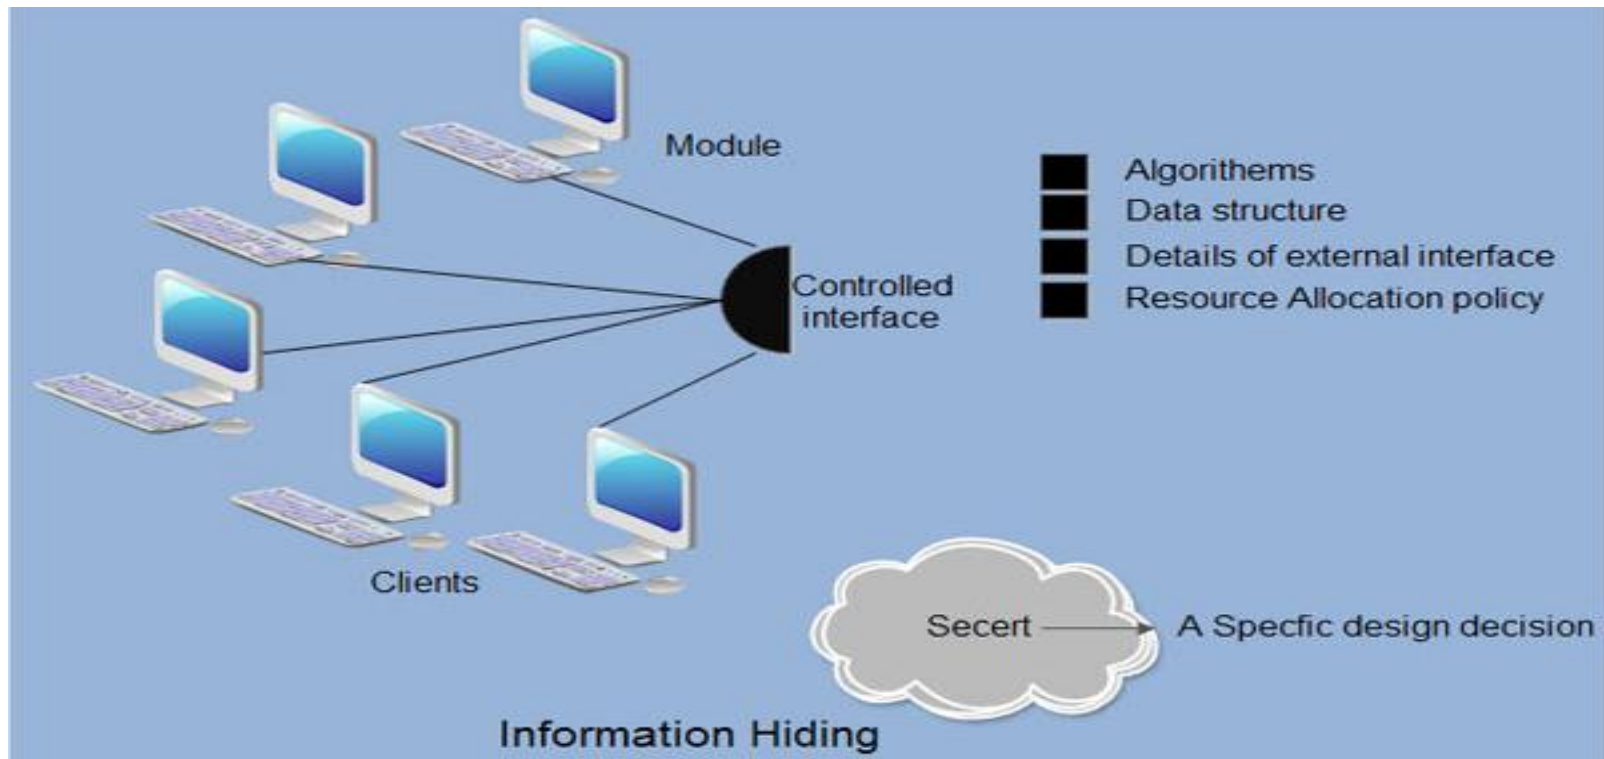 Module
Algorithems
Data structure
Details of external interface
Resource Allocation policy
Controlled
interface
Clients
Secert
A Specfic design decision
Information Hiding